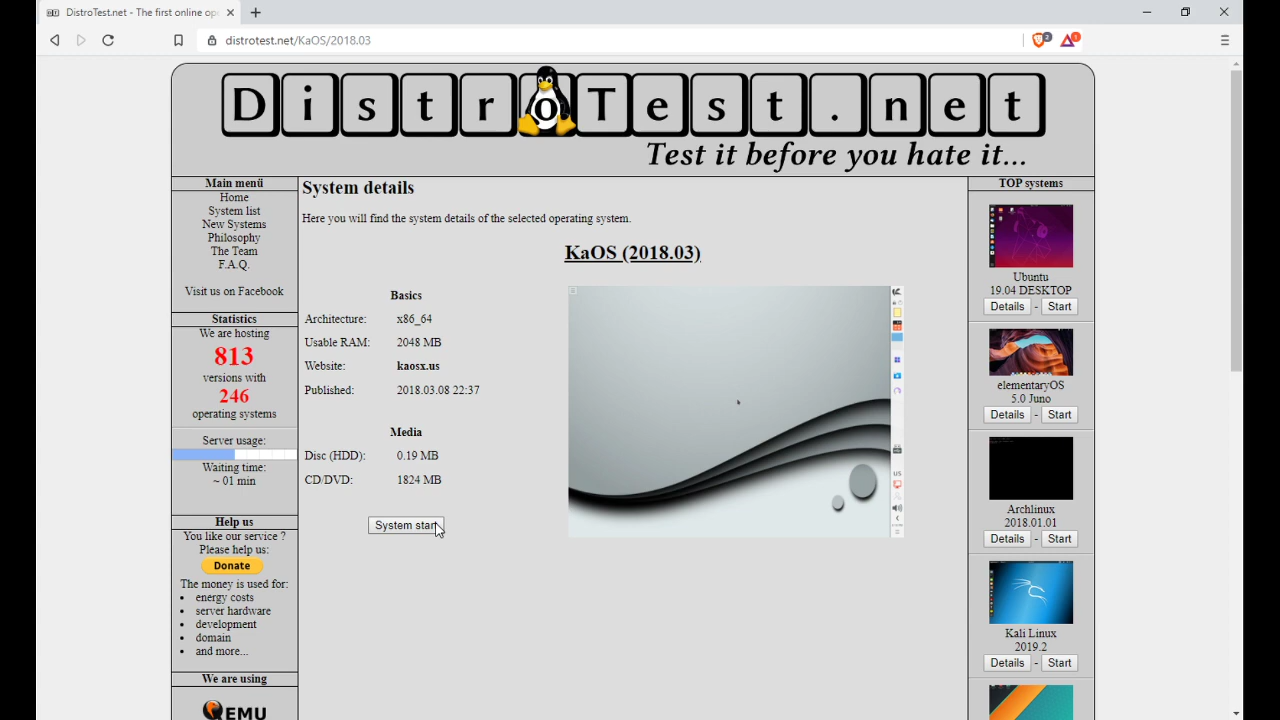 DistroTest.net - The first online op
distrotest.net/KaOS/2018.03
2
1
DistroTest.net
Test it before you hate it...
Main menü
Home
System list
New Systems
Philosophy
The Team
F.A.Q.
Visit us on Facebook
Statistics
We are hosting
813
versions with
246
operating systems
Server usage:
Waiting time:
~ 01 min
Help us
You like our service ?
Please help us:
Donate
The money is used for:
energy costs
server hardware
development
domain
and more...
We are using
QEMU
System details
Here you will find the system details of the selected operating system.
KaOS (2018.03)
Basics
Architecture: x86_64
Usable RAM: 2048 MB
Website: kaosx.us
Published: 2018.03.08 22:37
Media
Disc (HDD): 0.19 MB
CD/DVD: 1824 MB
System start
US
TOP systems
Ubuntu
19.04 DESKTOP
Details - Start
elementaryOS
5.0 Juno
Details - Start
Archlinux
2018.01.01
Details - Start
Kali Linux
2019.2
Details - Start